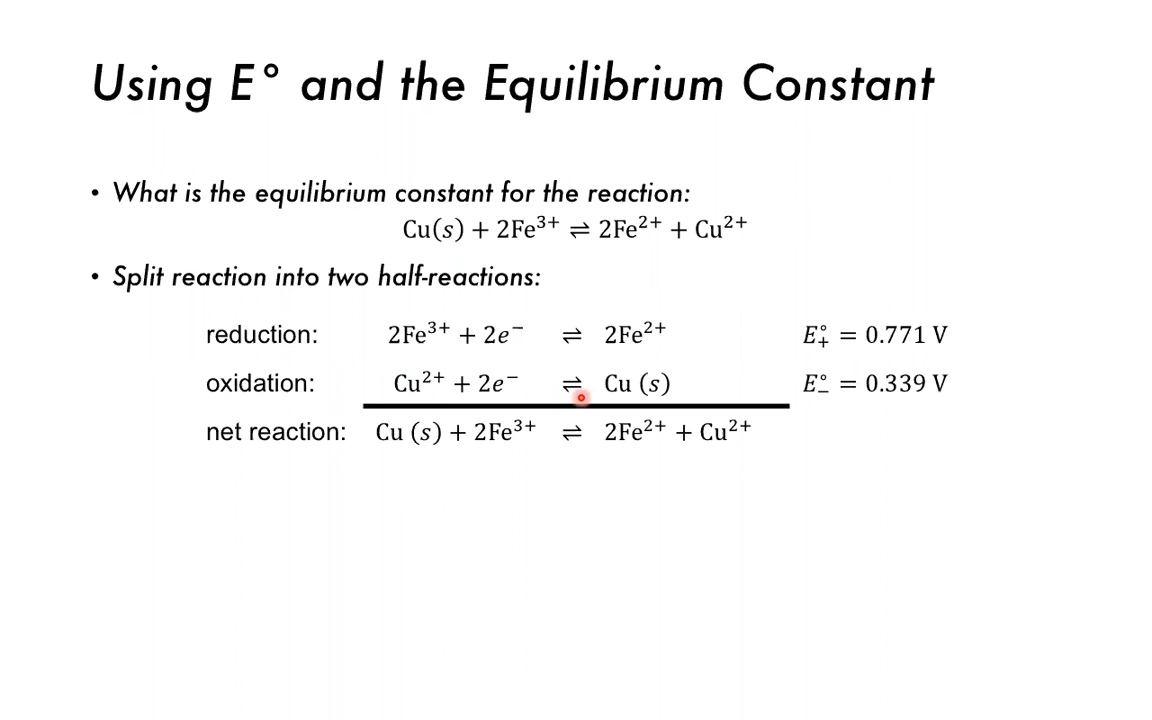 Using E° and the Equilibrium Constant
• What is the equilibrium constant for the reaction:
Cu(s) + 2Fe³⁺ ⇌ 2Fe²⁺ + Cu²⁺
• Split reaction into two half-reactions:
reduction: 2Fe³⁺ + 2e⁻ ⇌ 2Fe²⁺ E₊° = 0.771 V
oxidation: Cu²⁺ + 2e⁻ ⇌ Cu (s) E₋° = 0.339 V
net reaction: Cu (s) + 2Fe³⁺ ⇌ 2Fe²⁺ + Cu²⁺